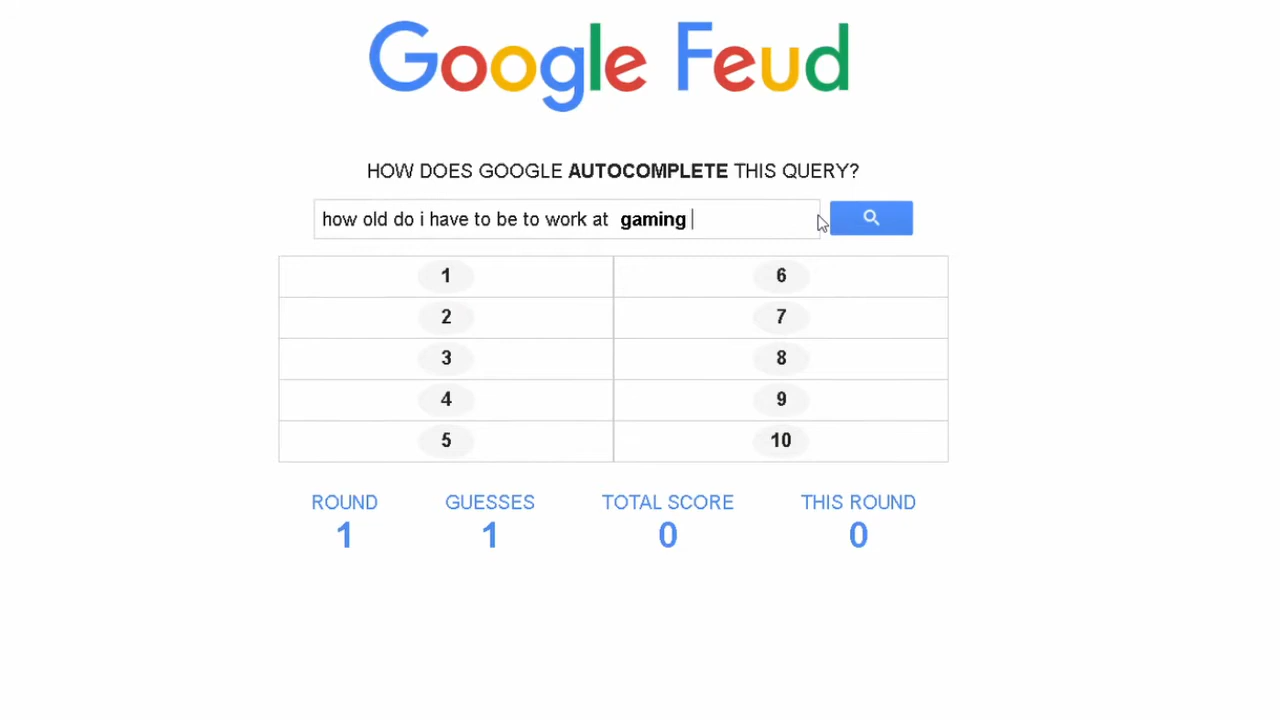 Google Feud
HOW DOES GOOGLE AUTOCOMPLETE THIS QUERY?
how old do i have to be to work at gaming
1 6
2 7
3 8
4 9
5 10
ROUND GUESSES TOTAL SCORE THIS ROUND
1 1 0 0